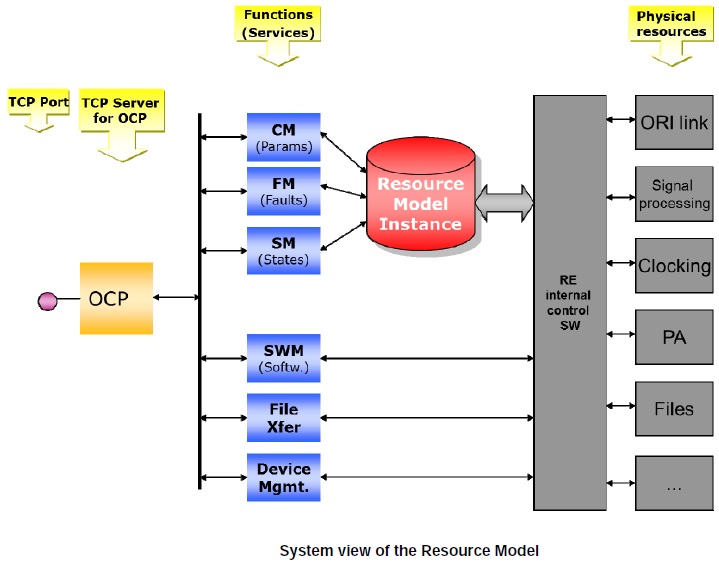 Functions
(Services)
Physical
resources
TCP Port
TCP Server
for OCP
CM
(Params)
FM
(Faults)
SM
(States)
Resource
Model
Instance
OCP
SWM
(Softw.)
File
Xfer
Device
Mgmt.
RE
internal
control
SW
ORI link
Signal
processing
Clocking
PA
Files
...
System view of the Resource Model